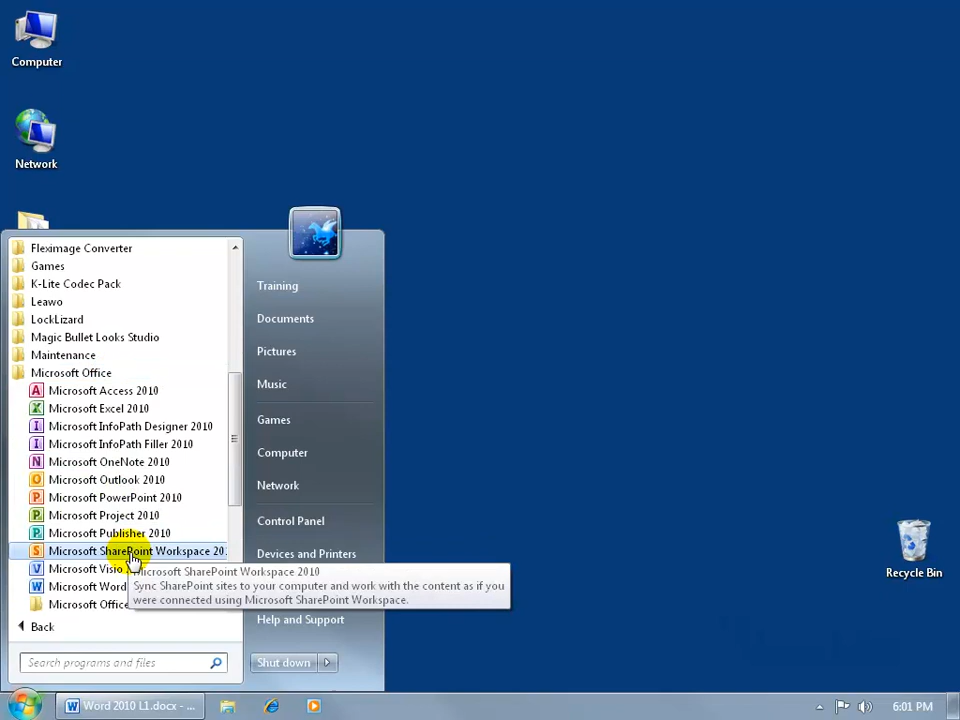 Computer
Network
Fleximage Converter
Games
K-Lite Codec Pack
Leawo
LockLizard
Magic Bullet Looks Studio
Maintenance
Microsoft Office
Microsoft Access 2010
Microsoft Excel 2010
Microsoft InfoPath Designer 2010
Microsoft InfoPath Filler 2010
Microsoft OneNote 2010
Microsoft Outlook 2010
Microsoft PowerPoint 2010
Microsoft Project 2010
Microsoft Publisher 2010
Microsoft SharePoint Workspace 20
Microsoft Visio
Microsoft Word
Microsoft Office
Back
Search programs and files
Training
Documents
Pictures
Music
Games
Computer
Network
Control Panel
Devices and Printers
Help and Support
Shut down
Microsoft SharePoint Workspace 2010
Sync SharePoint sites to your computer and work with the content as if you
were connected using Microsoft SharePoint Workspace.
Recycle Bin
Word 2010 L1.docx - ...
6:01 PM